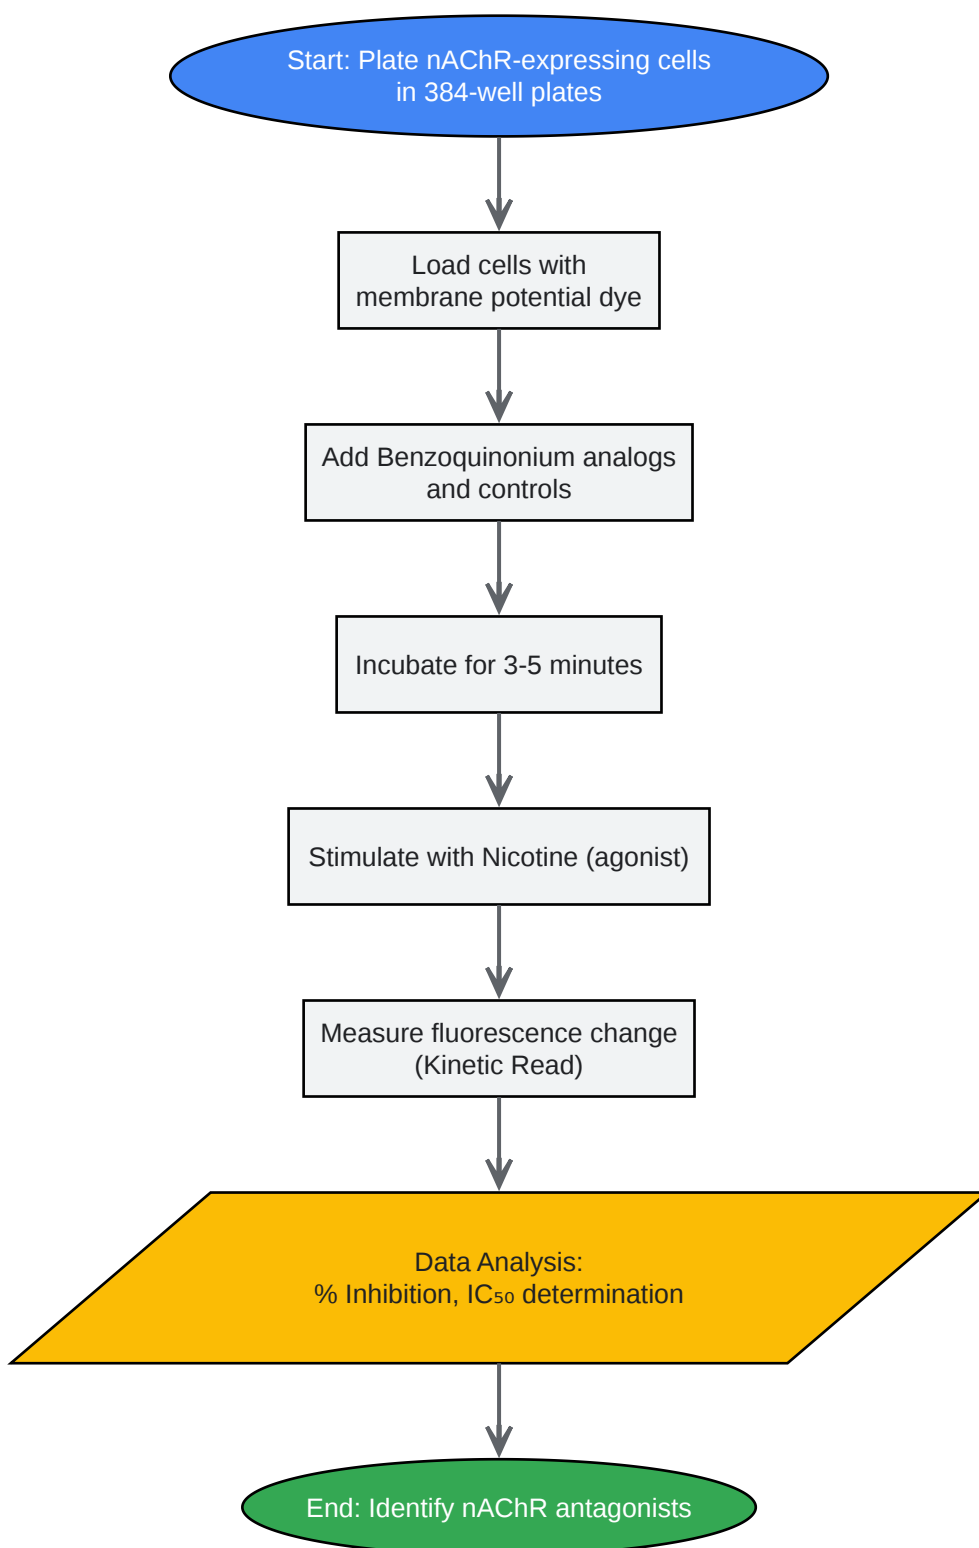 Start: Plate nAChR-expressing cells
in 384-well plates
Load cells with
membrane potential dye
Add Benzoquinonium analogs
and controls
Incubate for 3-5 minutes
Stimulate with Nicotine (agonist)
Measure fluorescence change
(Kinetic Read)
Data Analysis:
% Inhibition, IC₅₀ determination
End: Identify nAChR antagonists